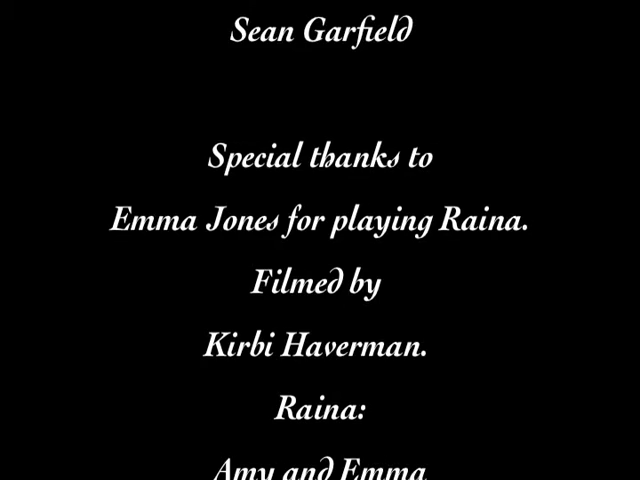 Sean Garfield
Special thanks to
Emma Jones for playing Raina.
Filmed by
Kirbi Haverman.
Raina:
Amy and Emma